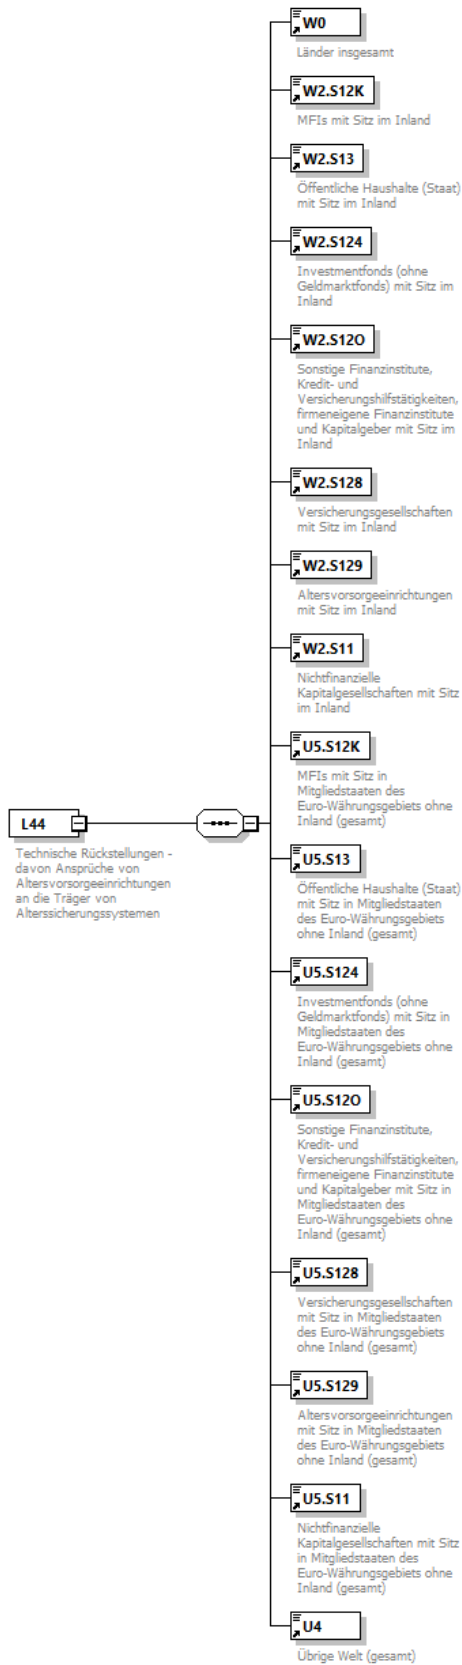 W0
Länder insgesamt
W2.S12K
MFIs mit Sitz im Inland
W2.S13
Öffentliche Haushalte (Staat)
mit Sitz im Inland
W2.S124
Investmentfonds (ohne
Geldmarktfonds) mit Sitz im
Inland
W2.S12O
Sonstige Finanzinstitute,
Kredit- und
Versicherungshilfstätigkeiten,
firmeneigene Finanzinstitute
und Kapitalgeber mit Sitz im
Inland
W2.S128
Versicherungsgesellschaften
mit Sitz im Inland
W2.S129
Altersvorsorgeeinrichtungen
mit Sitz im Inland
W2.S11
Nichtfinanzielle
Kapitalgesellschaften mit Sitz
im Inland
U5.S12K
MFIs mit Sitz in
Mitgliedstaaten des
Euro-Währungsgebiets ohne
Inland (gesamt)
L44
Technische Rückstellungen -
davon Ansprüche von
Altersvorsorgeeinrichtungen
an die Träger von
Alterssicherungssystemen
U5.S13
Öffentliche Haushalte (Staat)
mit Sitz in Mitgliedstaaten
des Euro-Währungsgebiets
ohne Inland (gesamt)
U5.S124
Investmentfonds (ohne
Geldmarktfonds) mit Sitz in
Mitgliedstaaten des
Euro-Währungsgebiets ohne
Inland (gesamt)
U5.S12O
Sonstige Finanzinstitute,
Kredit- und
Versicherungshilfstätigkeiten,
firmeneigene Finanzinstitute
und Kapitalgeber mit Sitz in
Mitgliedstaaten des
Euro-Währungsgebiets ohne
Inland (gesamt)
U5.S128
Versicherungsgesellschaften
mit Sitz in Mitgliedstaaten
des Euro-Währungsgebiets
ohne Inland (gesamt)
U5.S129
Altersvorsorgeeinrichtungen
mit Sitz in Mitgliedstaaten
des Euro-Währungsgebiets
ohne Inland (gesamt)
U5.S11
Nichtfinanzielle
Kapitalgesellschaften mit Sitz
in Mitgliedstaaten des
Euro-Währungsgebiets ohne
Inland (gesamt)
U4
Übrige Welt (gesamt)